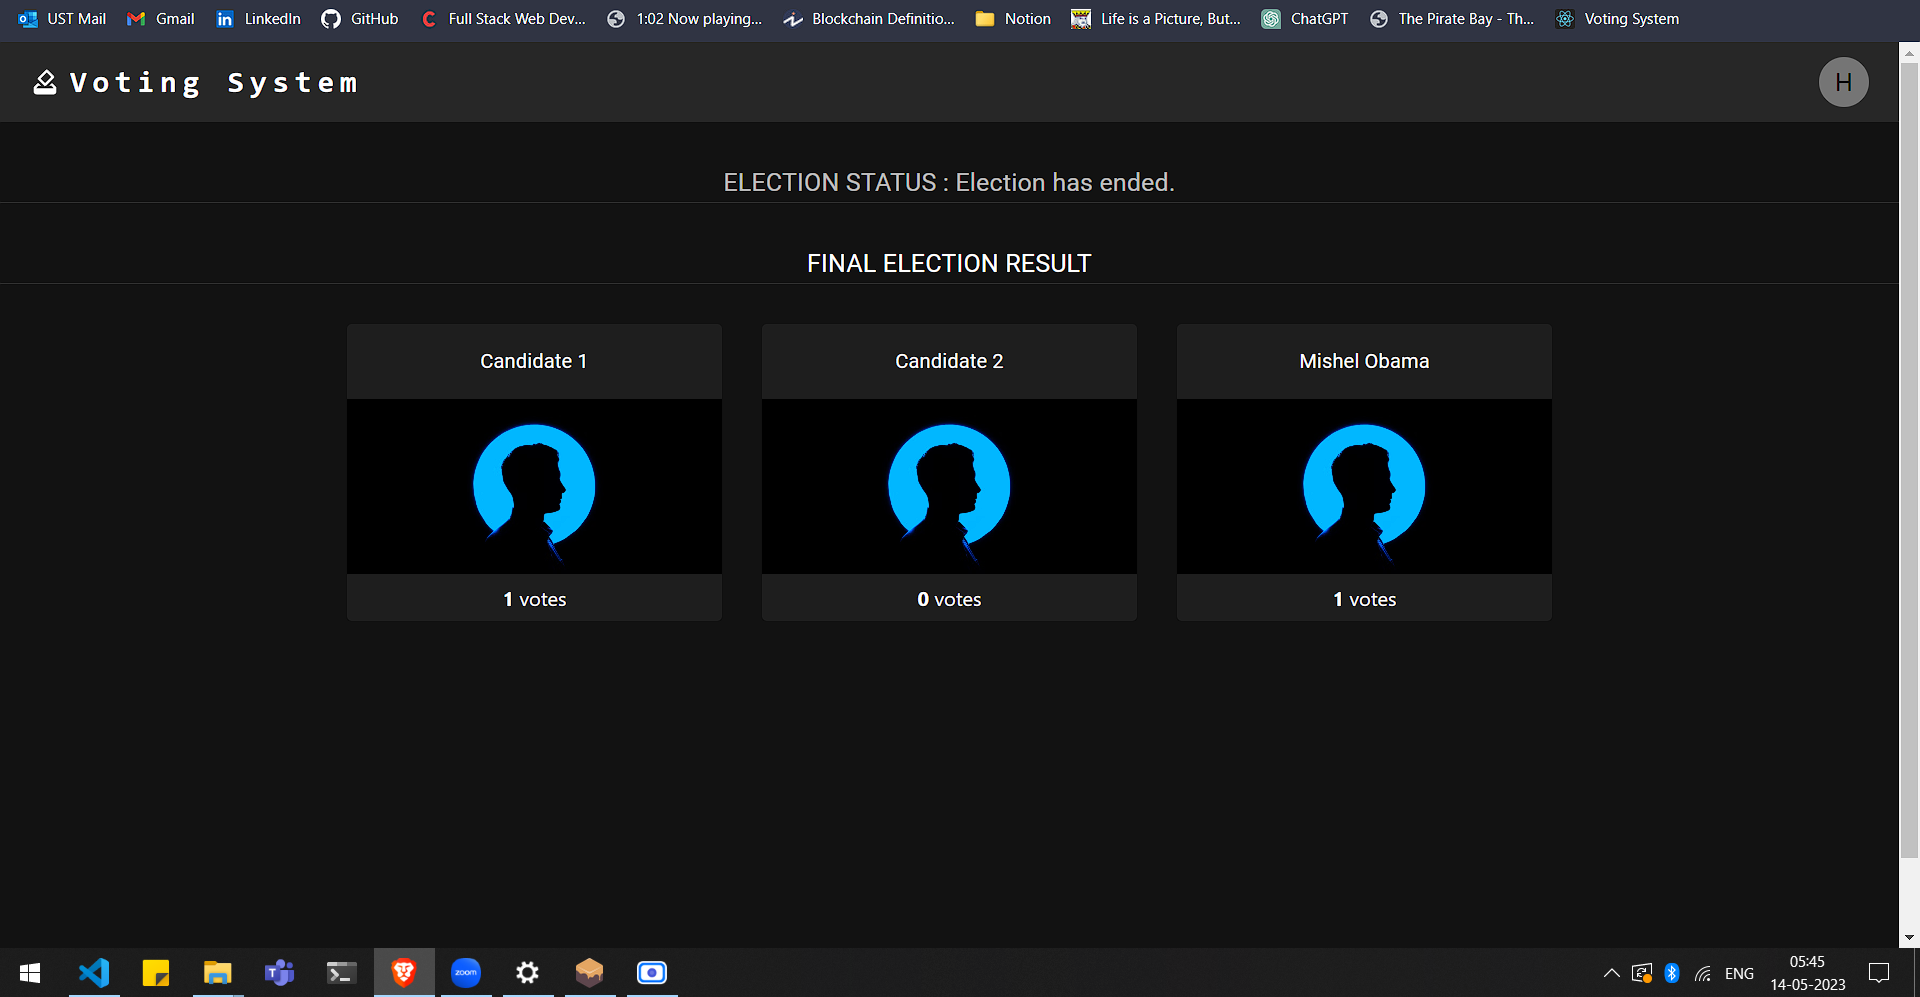 UST Mail Gmail LinkedIn GitHub Full Stack Web Dev... 1:02 Now playing... Blockchain Definitio... Notion Life is a Picture, But... ChatGPT The Pirate Bay - Th... Voting System
Voting System H
ELECTION STATUS : Election has ended.
FINAL ELECTION RESULT
Candidate 1 Candidate 2 Mishel Obama
1 votes 0 votes 1 votes
zoom ENG 05:45
14-05-2023